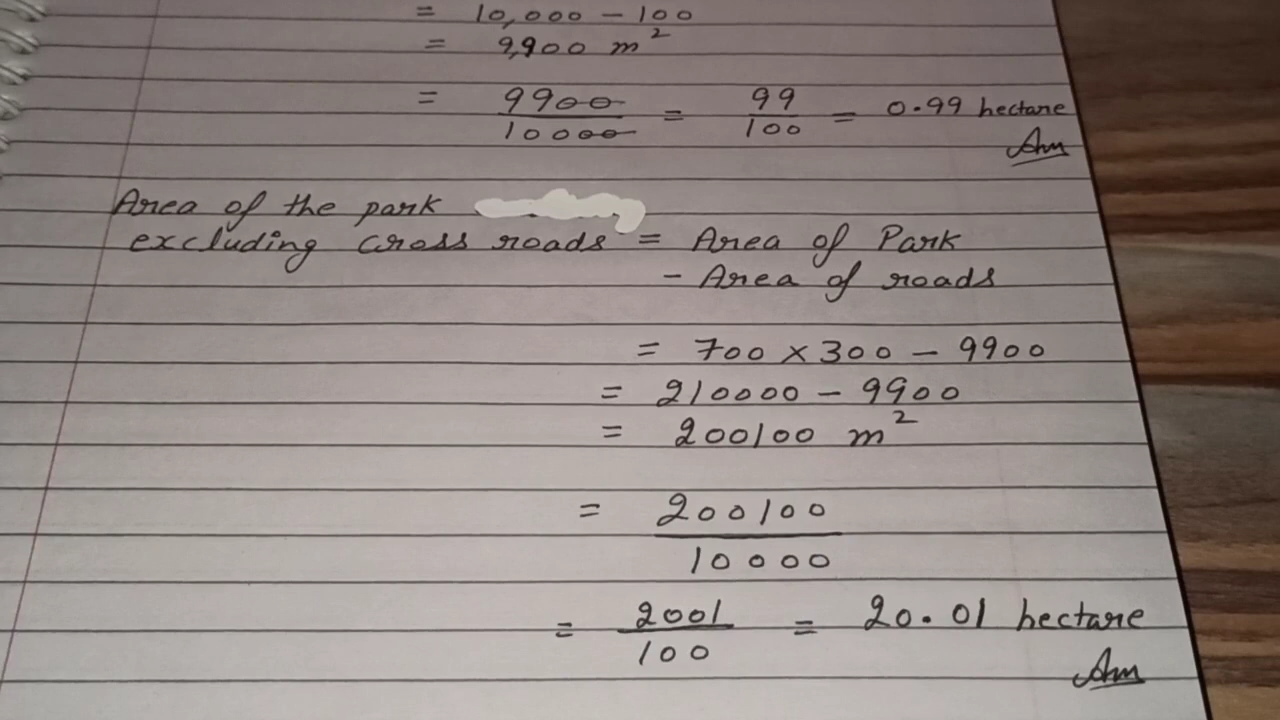 = 10,000 - 100
= 9,900 m²
= 9900/10000 = 99/100 = 0.99 hectare
Ans
Area of the park
excluding cross roads = Area of Park
- Area of roads
= 700 × 300 - 9900
= 210000 - 9900
= 200100 m²
= 200100/10000
= 2001/100 = 20.01 hectare
Ans